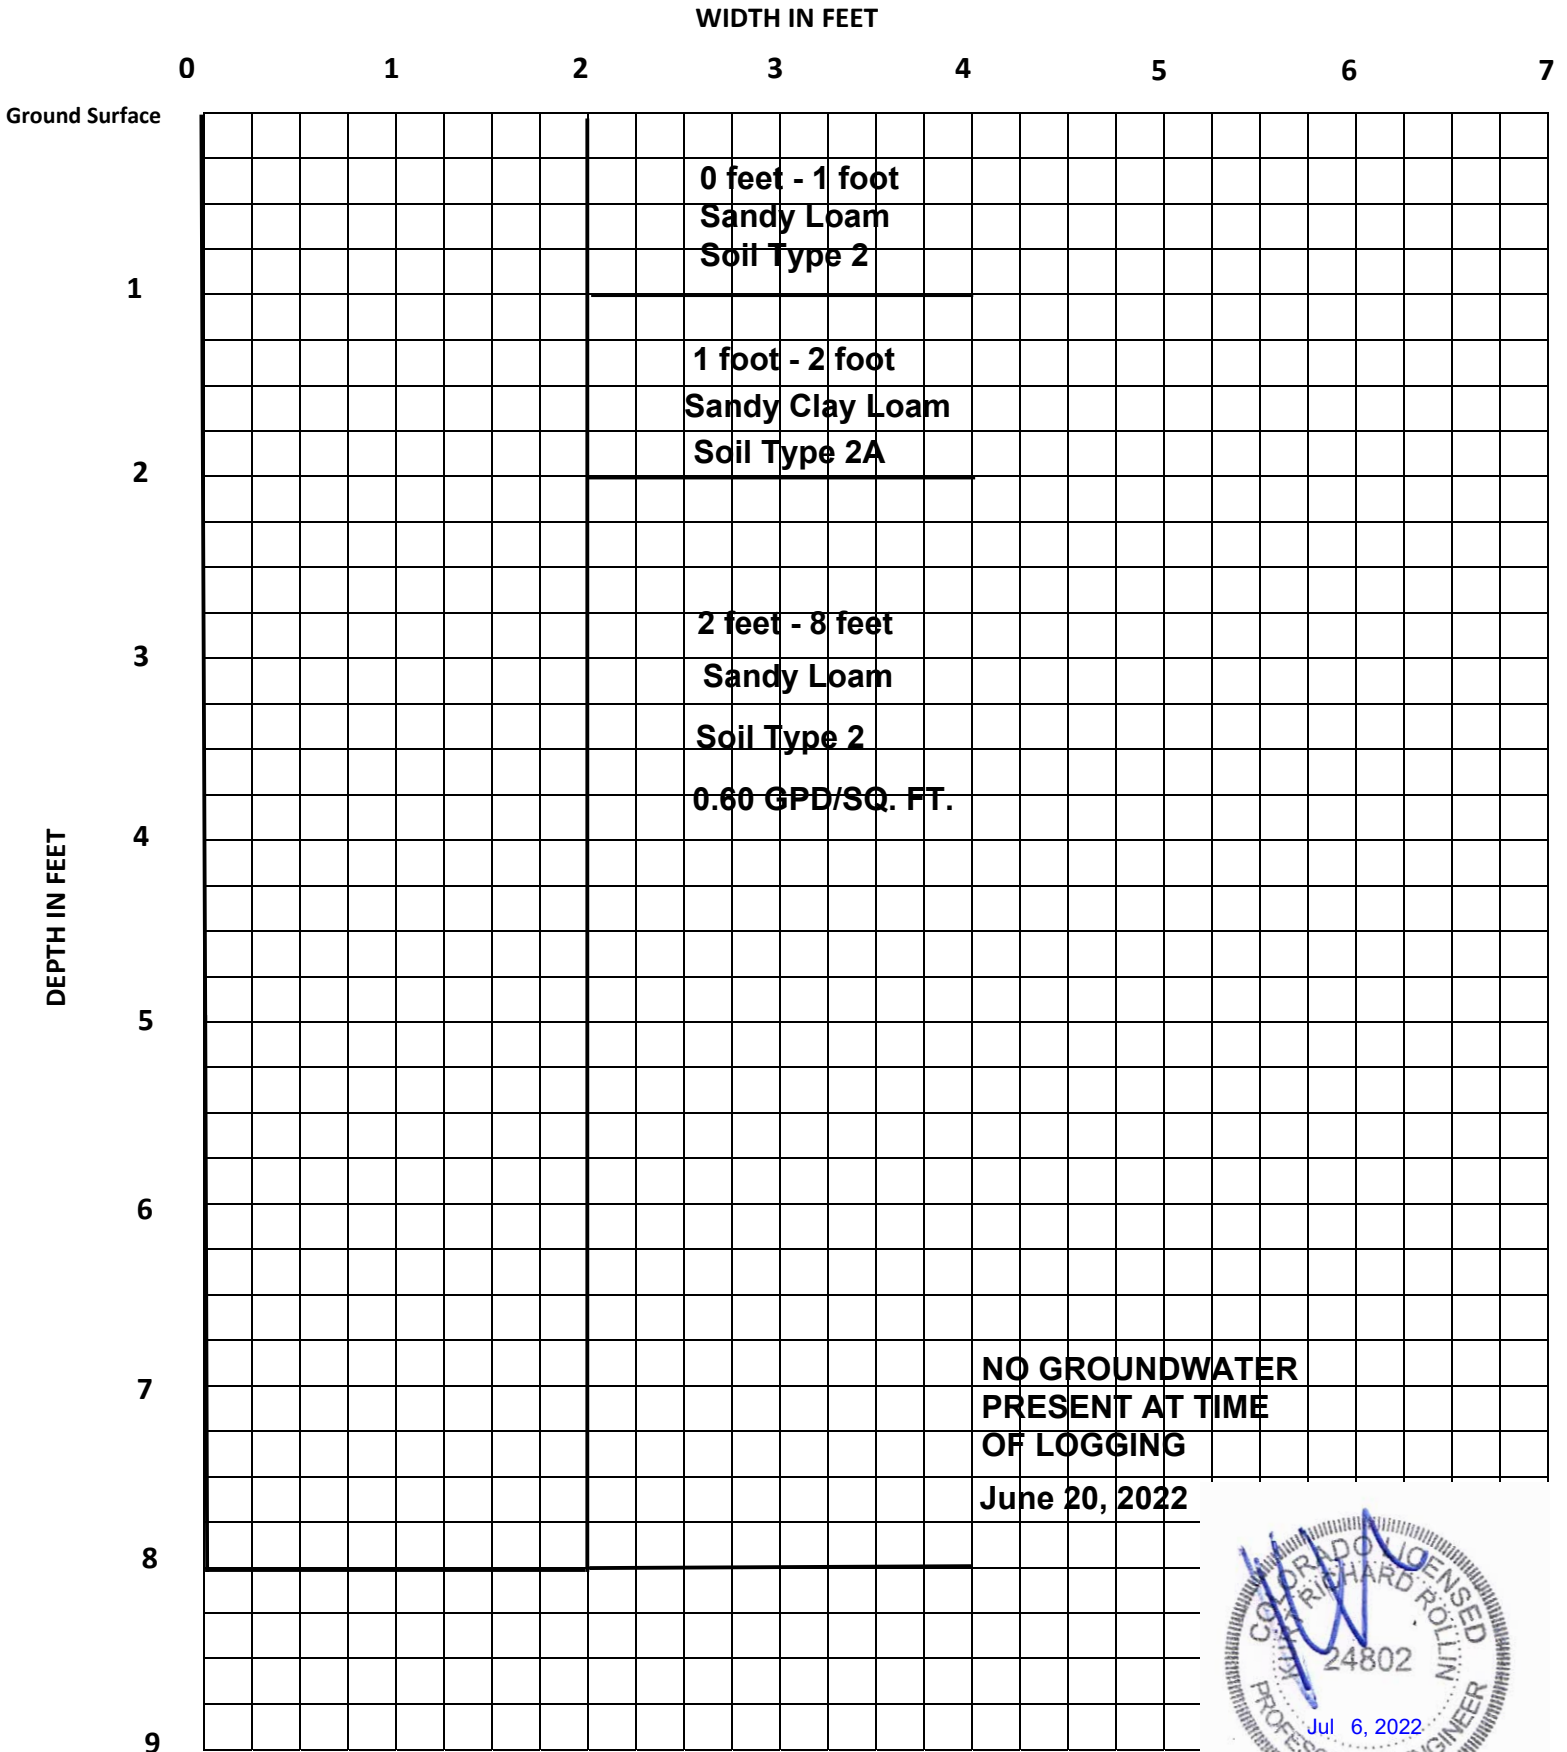 WIDTH IN FEET
0 1 2 3 4 5 6 7
Ground Surface
0 feet - 1 foot
Sandy Loam
Soil Type 2
1
1 foot - 2 foot
Sandy Clay Loam
Soil Type 2A
2
2 feet - 8 feet
3
Sandy Loam
Soil Type 2
0.60 GPD/SQ. FT.
4
DEPTH IN FEET
5
6
7
NO GROUNDWATER
PRESENT AT TIME
OF LOGGING
June 20, 2022
8
COLORADO LICENSED
RICHARD ROLLIN
24802
Jul 6, 2022
9